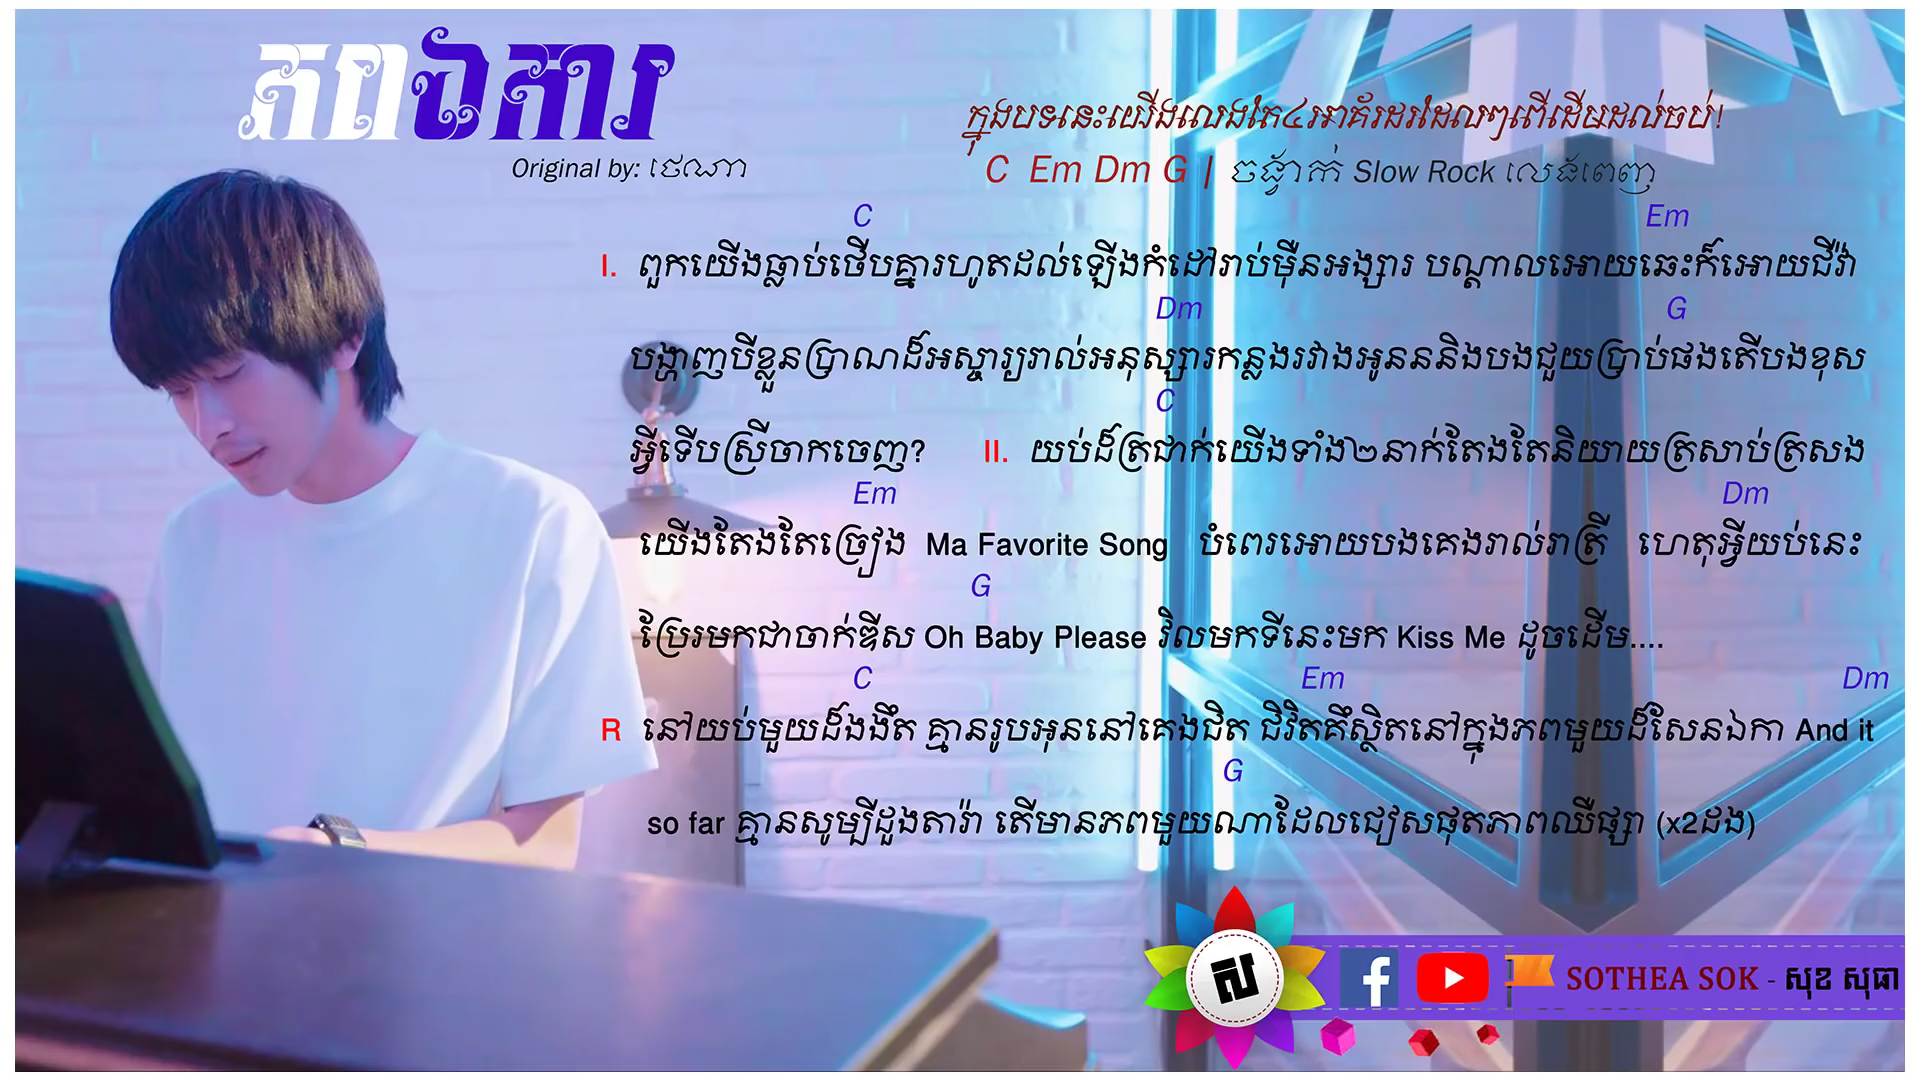 ភពឯការ
Original by: ថេណា
ក្នុងបទនេះយើងលេងតែ៤អាគ័រដរដែលៗពីដើមដល់ចប់!
C Em Dm G | ចង្វាក់ Slow Rock លេងពេញ
C Em
I. ពួកយើងធ្លាប់ថើបគ្នារហូតដល់ឡើងកំដៅរាប់ម៉ឺនអង្សារ បណ្តាលអោយឆេះក៏អោយជីវ៉ា
Dm G
បង្ហាញបីខ្លួនប្រាណដ៏អស្ចារ្យរាល់អនុស្សារកន្លងរវាងអូនននិងបងជួយប្រាប់ផងតើបងខុស
C
អ្វីទើបស្រីចាកចេញ? II. យប់ដ៏ត្រជាក់យើងទាំង២នាក់តែងតែនិយាយត្រសាប់ត្រសង
Em Dm
យើងតែងតែច្រៀង Ma Favorite Song បំពេរអោយបងគេងរាល់រាត្រី ហេតុអ្វីយប់នេះ
G
ប្រែរមកជាចាក់ឌីស Oh Baby Please វិលមកទីនេះមក Kiss Me ដូចដើម....
C Em Dm
R នៅយប់មួយដ៏ងងឹត គ្មានរូបអុននៅគេងជិត ជិវិតគឺស្ថិតនៅក្នុងភពមួយដ៏សែនឯកា And it
G
so far គ្មានសូម្បីដួងតារ៉ា តើមានភពមួយណាដែលជៀសផុតភាពឈឺផ្សា (x2ដង)
ស
SOTHEA SOK - សុខ សុធា